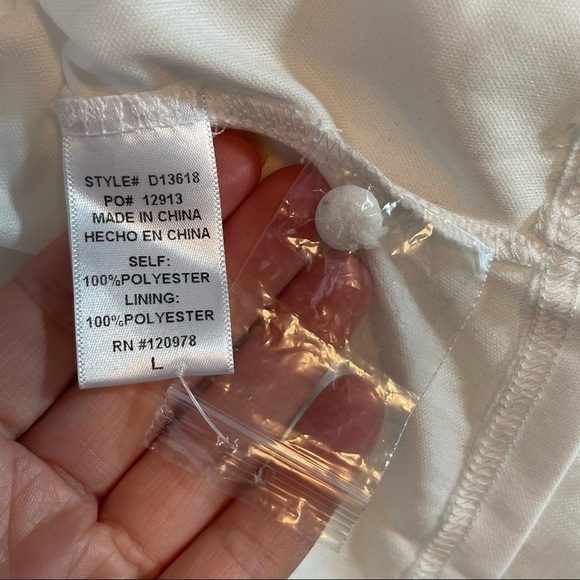 STYLE# D13618
PO# 12913
MADE IN CHINA
HECHO EN CHINA
SELF:
100%POLYESTER
LINING:
100%POLYESTER
RN #120978
L